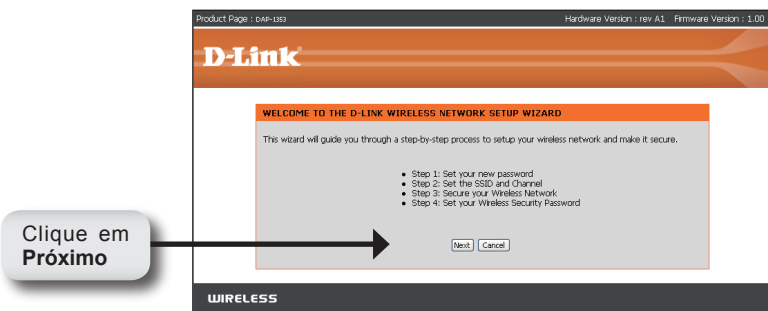 Product Page : DAP-1353 Hardware Version : rev A1 Firmware Version : 1.00
D-Link
WELCOME TO THE D-LINK WIRELESS NETWORK SETUP WIZARD
This wizard will guide you through a step-by-step process to setup your wireless network and make it secure.
• Step 1: Set your new password
• Step 2: Set the SSID and Channel
• Step 3: Secure your Wireless Network
• Step 4: Set your Wireless Security Password
Clique em
Próximo
Next Cancel
WIRELESS